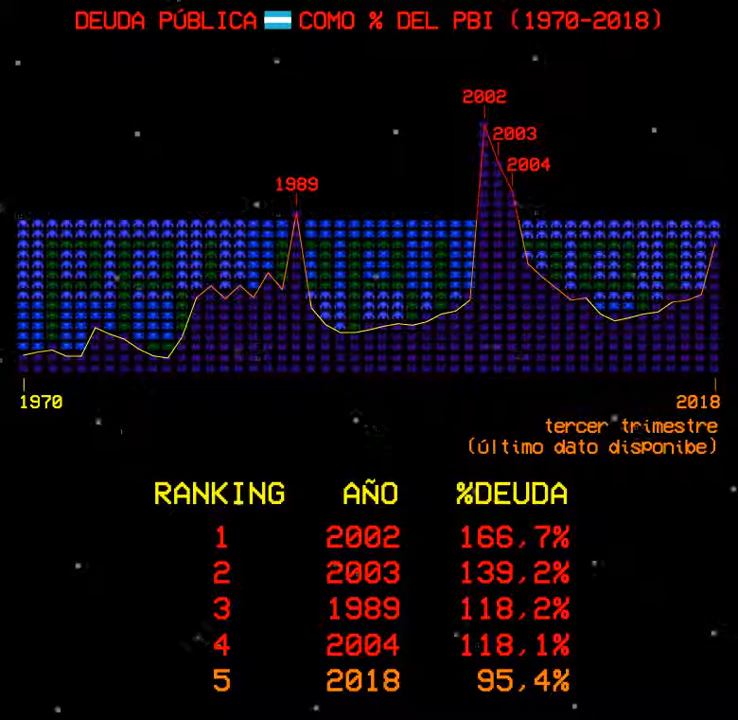 DEUDA PÚBLICA COMO % DEL PBI (1970-2018)
2002
2003
2004
1989
1970
2018
tercer trimestre
(último dato disponibe)
RANKING AÑO %DEUDA
1 2002 166,7%
2 2003 139,2%
3 1989 118,2%
4 2004 118,1%
5 2018 95,4%